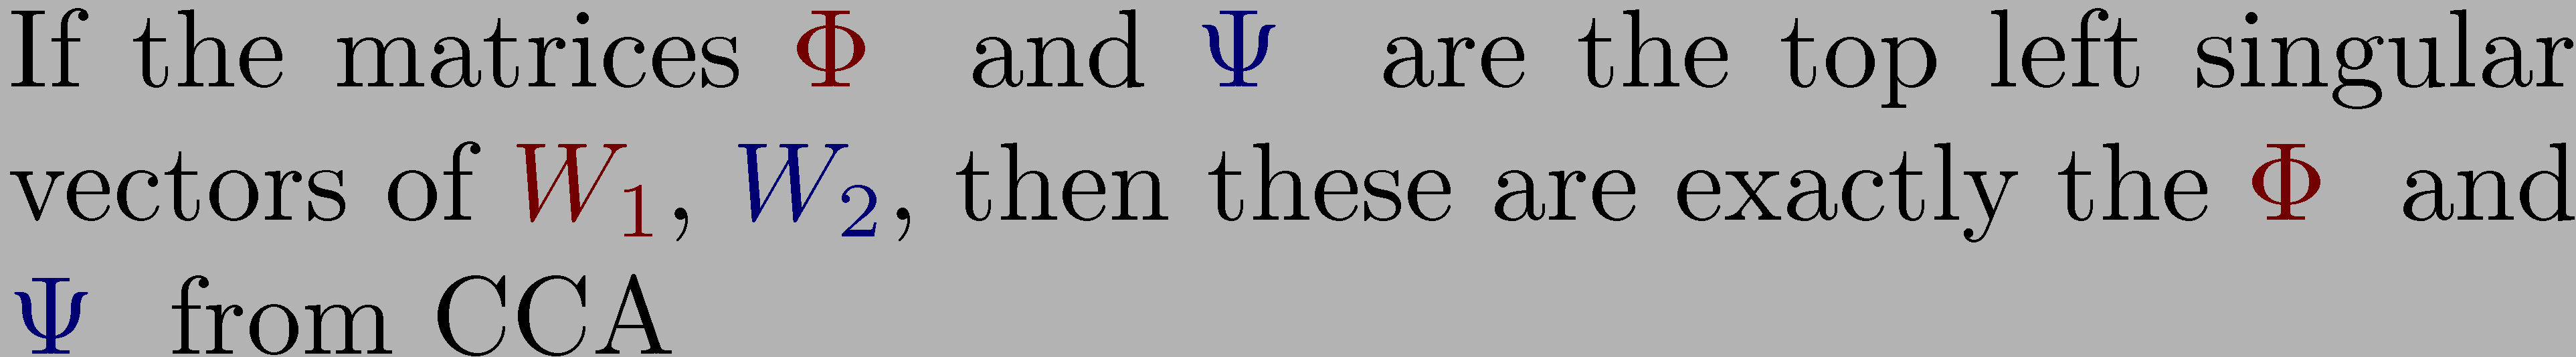 If the matrices Φ and Ψ are the top left singular
vectors of W₁, W₂, then these are exactly the Φ and
Ψ from CCA